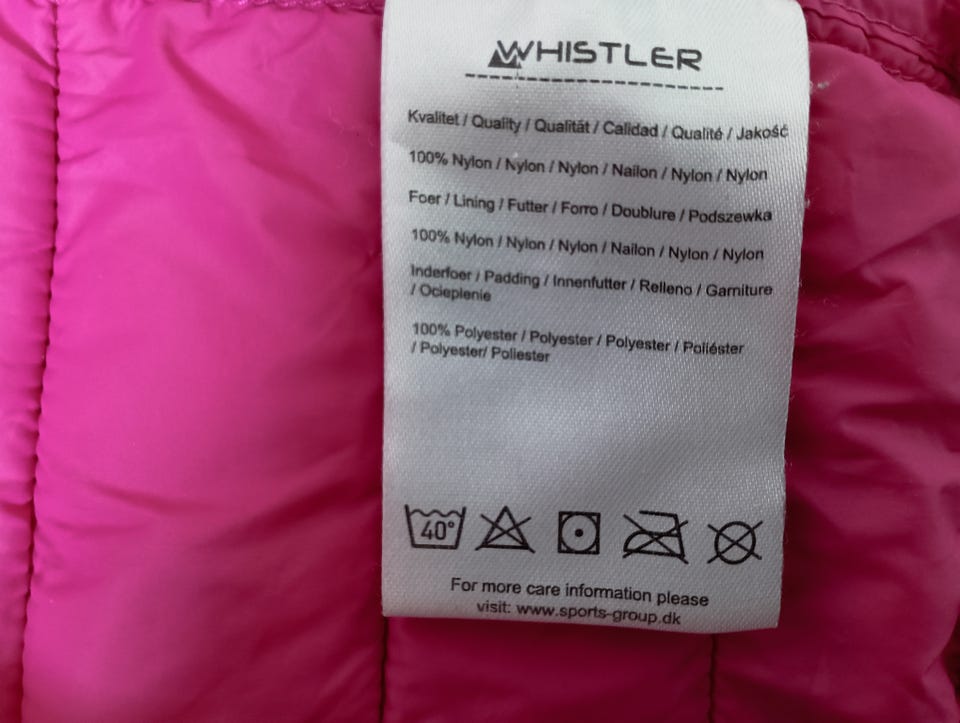 WHISTLER
Kvalitet / Quality / Qualität / Calidad / Qualité / Jakość
100% Nylon / Nylon / Nylon / Nailon / Nylon / Nylon
Foer / Lining / Futter / Forro / Doublure / Podszewka
100% Nylon / Nylon / Nylon / Nailon / Nylon / Nylon
Inderfoer / Padding / Innenfutter / Relleno / Garniture
/ Ocieplenie
100% Polyester / Polyester / Polyester / Poliéster
/ Polyester/ Poliester
40°
For more care information please
visit: www.sports-group.dk